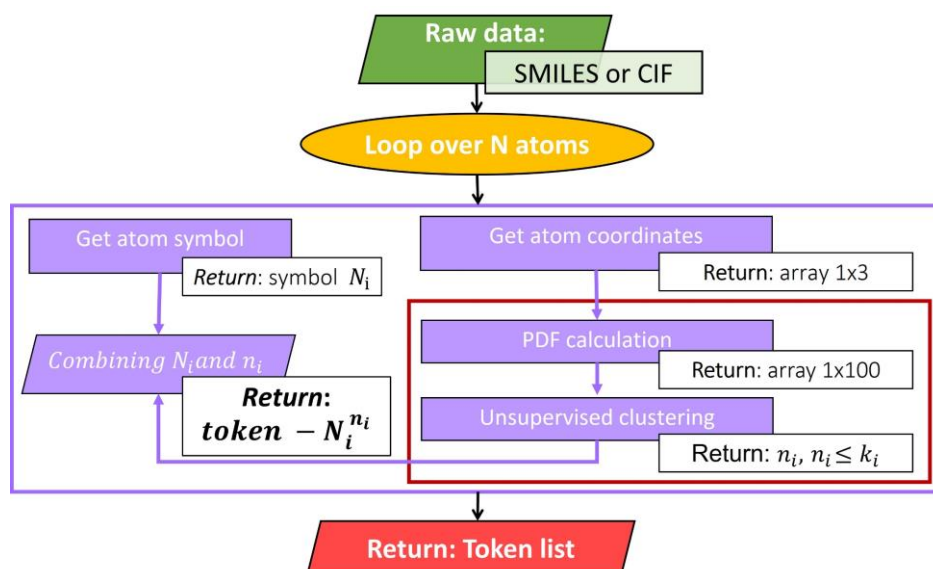 Raw data:
SMILES or CIF
Loop over N atoms
Get atom symbol
Return: symbol N_i
Combining N_i and n_i
Return:
token − N_i^{n_i}
Get atom coordinates
Return: array 1x3
PDF calculation
Return: array 1x100
Unsupervised clustering
Return: n_i, n_i ≤ k_i
Return: Token list